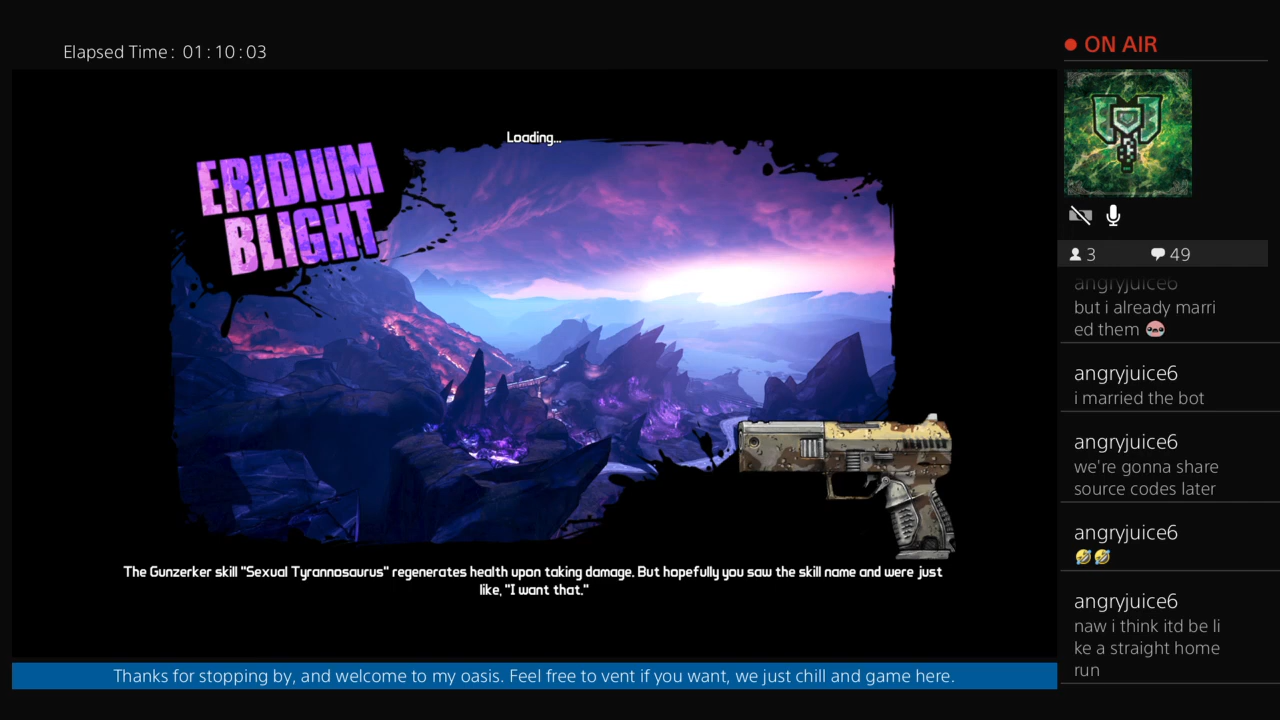 Elapsed Time: 01:10:03
ON AIR
Loading...
ERIDIUM
BLIGHT
3
49
angryjuice6
but i already marri
ed them
angryjuice6
i married the bot
angryjuice6
we're gonna share
source codes later
angryjuice6
angryjuice6
naw i think itd be li
ke a straight home
run
The Gunzerker skill "Sexual Tyrannosaurus" regenerates health upon taking damage. But hopefully you saw the skill name and were just
like, "I want that."
Thanks for stopping by, and welcome to my oasis. Feel free to vent if you want, we just chill and game here.